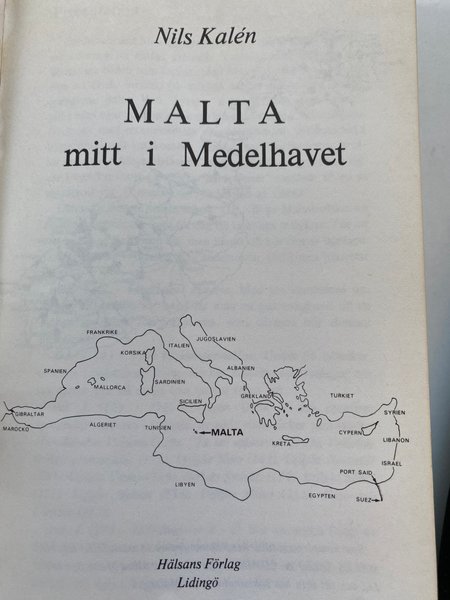 Nils Kalén
MALTA
mitt i Medelhavet
FRANKRIKE
JUGOSLAVIEN
ITALIEN
KORSIKA
SPANIEN
ALBANIEN
MALLORCA
SARDINIEN
GREKLAND
TURKIET
SICILIEN
GIBRALTAR
SYRIEN
MAROCKO
ALGERIET
TUNISIEN
MALTA
CYPERN
KRETA
LIBANON
ISRAEL
PORT SAID
LIBYEN
EGYPTEN
SUEZ
Hälsans Förlag
Lidingö